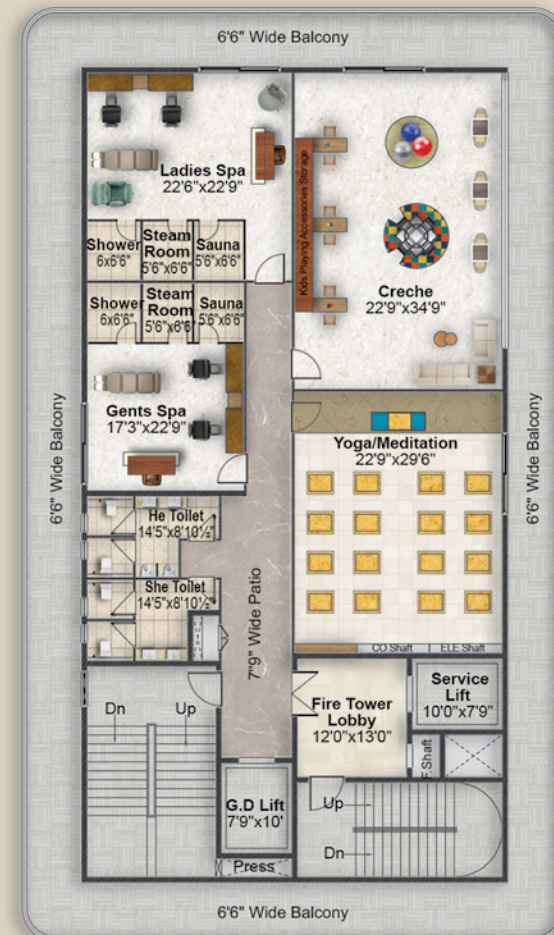 6'6" Wide Balcony
Ladies Spa
22'6"x22'9"
Kids Playing Accessories Storage
Creche
22'9"x34'9"
Shower
6x6'6"
Steam
Room
5'6"x6'6"
Sauna
5'6"x6'6"
Shower
6x6'6"
Steam
Room
5'6"x6'6"
Sauna
5'6"x6'6"
Gents Spa
17'3"x22'9"
Yoga/Meditation
22'9"x29'6"
6'6" Wide Balcony
6'6" Wide Balcony
He Toilet
14'5"x8'10½"
She Toilet
14'5"x8'10½"
7'9" Wide Patio
CO.Shaft
ELE.Shaft
Dn
Up
Fire Tower
Lobby
12'0"x13'0"
Service
Lift
10'0"x7'9"
F.Shaft
G.D Lift
7'9"x10'
Up
Dn
Press
6'6" Wide Balcony